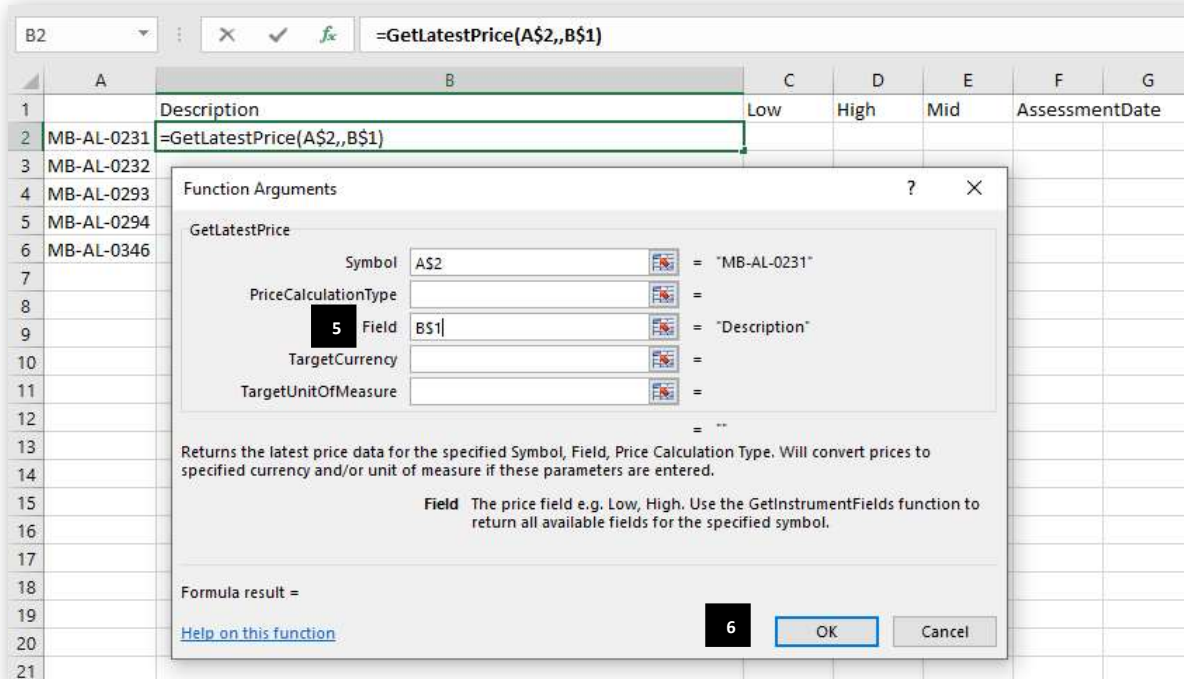 B2 fx =GetLatestPrice(A$2,,B$1)
A B C D E F G
1 Description Low High Mid AssessmentDate
2 MB-AL-0231 =GetLatestPrice(A$2,,B$1)
3 MB-AL-0232
4 MB-AL-0293
5 MB-AL-0294
6 MB-AL-0346
7
8
9
10
11
12
13
14
15
16
17
18
19
20
21
Function Arguments ?
GetLatestPrice
Symbol A$2 = "MB-AL-0231"
PriceCalculationType =
5 Field B$1 = "Description"
TargetCurrency =
TargetUnitOfMeasure =
= ""
Returns the latest price data for the specified Symbol, Field, Price Calculation Type. Will convert prices to
specified currency and/or unit of measure if these parameters are entered.
Field The price field e.g. Low, High. Use the GetInstrumentFields function to
return all available fields for the specified symbol.
Formula result =
Help on this function
6 OK Cancel